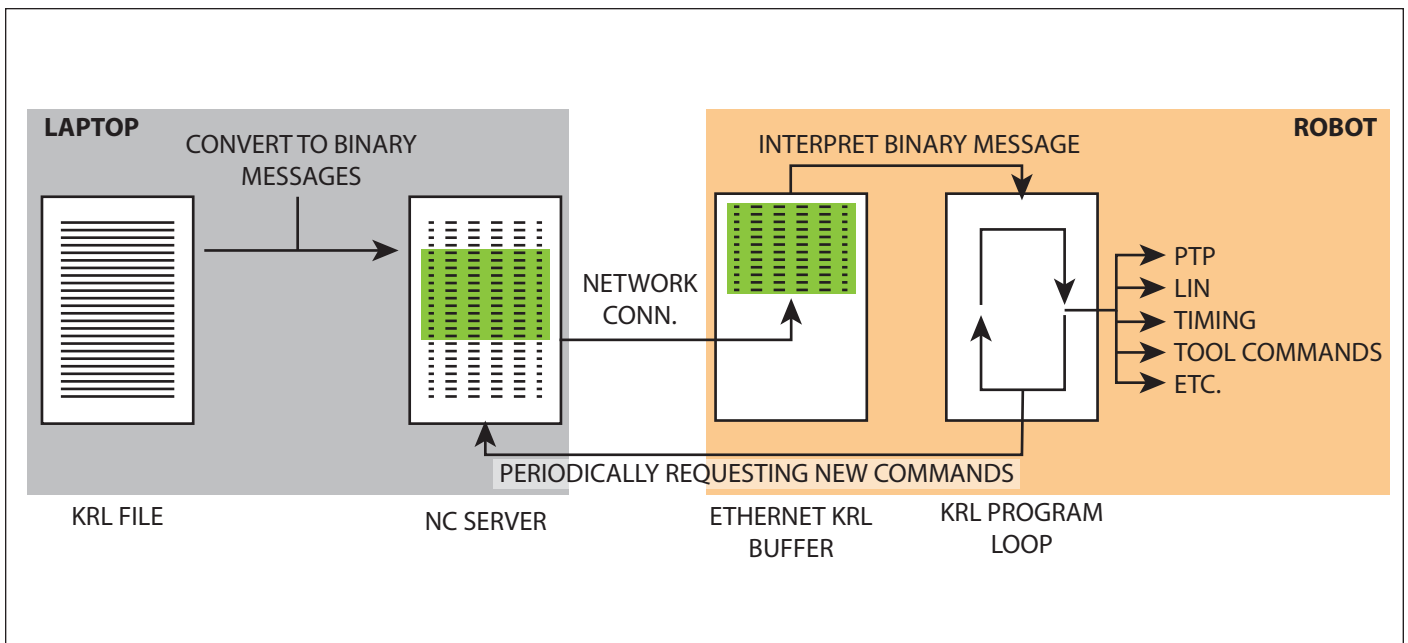 LAPTOP
CONVERT TO BINARY
MESSAGES
NETWORK
CONN.
ROBOT
INTERPRET BINARY MESSAGE
PTP
LIN
TIMING
TOOL COMMANDS
ETC.
PERIODICALLY REQUESTING NEW COMMANDS
KRL FILE
NC SERVER
ETHERNET KRL
BUFFER
KRL PROGRAM
LOOP